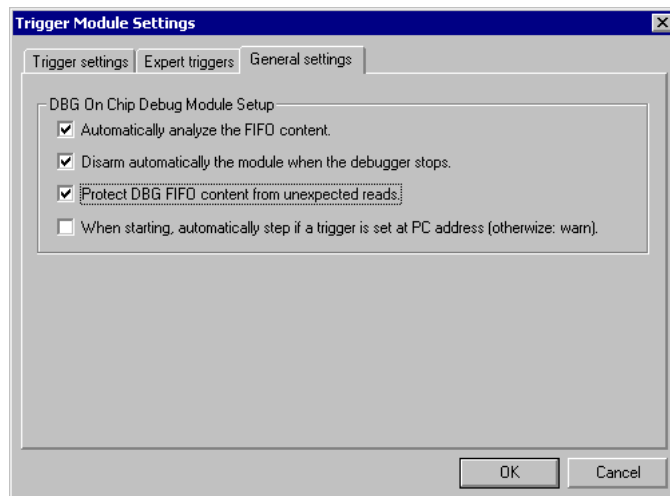 Trigger Module Settings
Trigger settings Expert triggers General settings
DBG On Chip Debug Module Setup
Automatically analyze the FIFO content.
Disarm automatically the module when the debugger stops.
Protect DBG FIFO content from unexpected reads.
When starting, automatically step if a trigger is set at PC address (otherwize: warn).
OK Cancel